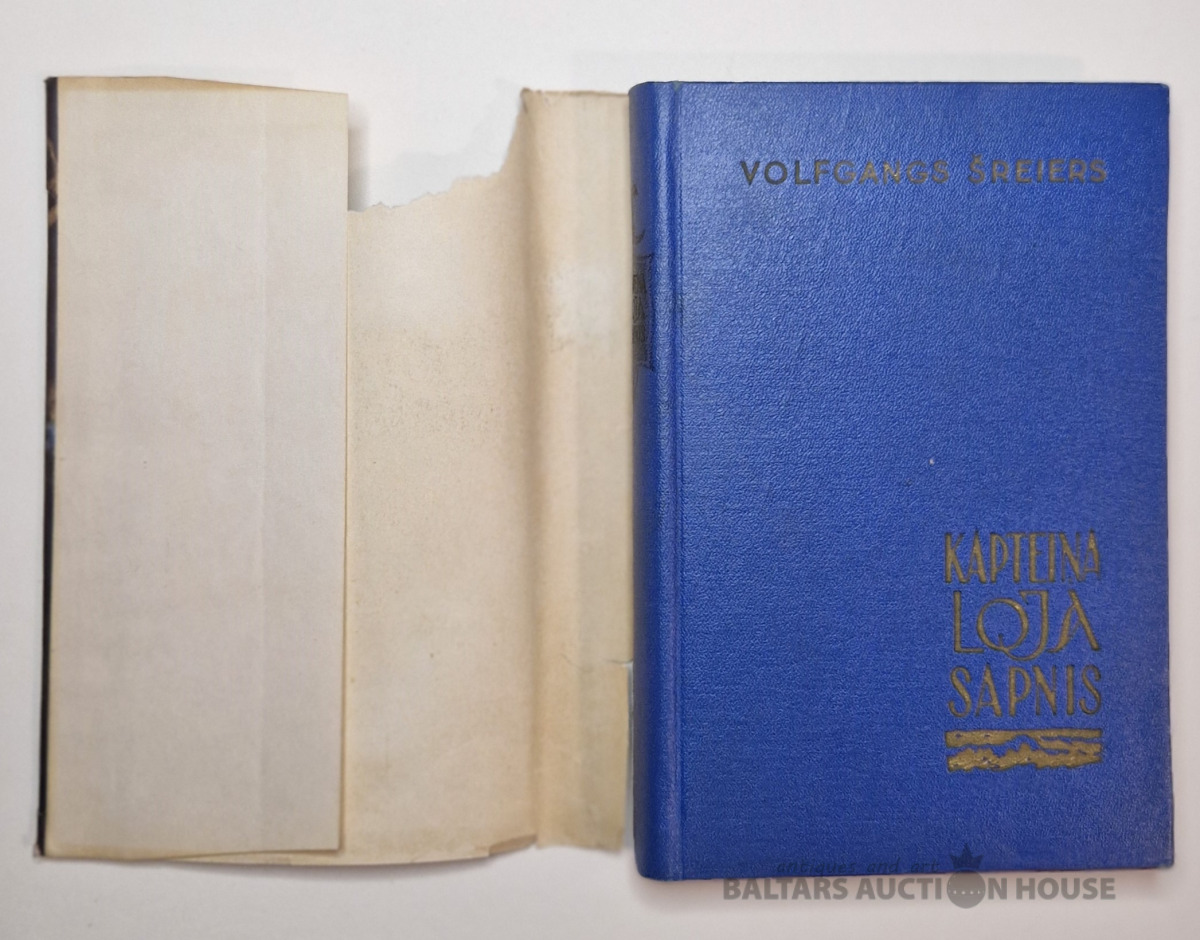 VOLFGANGS ŠREIERS
KAPTEIŅA
LOJA
SAPNIS
antiques and art
BALTARS AUCTION HOUSE